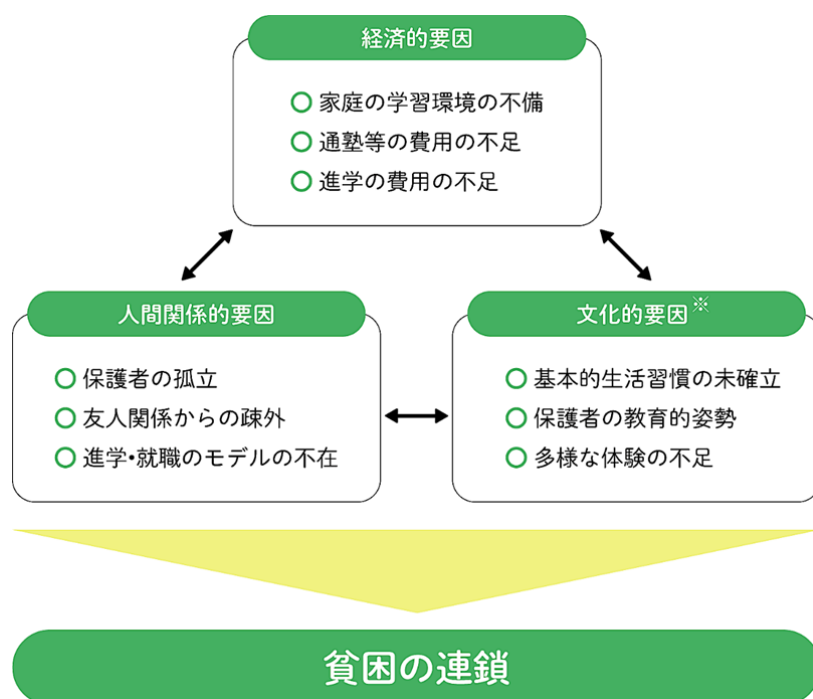 経済的要因
○ 家庭の学習環境の不備
○ 通塾等の費用の不足
○ 進学の費用の不足
人間関係的要因
○ 保護者の孤立
○ 友人関係からの疎外
○ 進学・就職のモデルの不在
文化的要因※
○ 基本的生活習慣の未確立
○ 保護者の教育的姿勢
○ 多様な体験の不足
貧困の連鎖